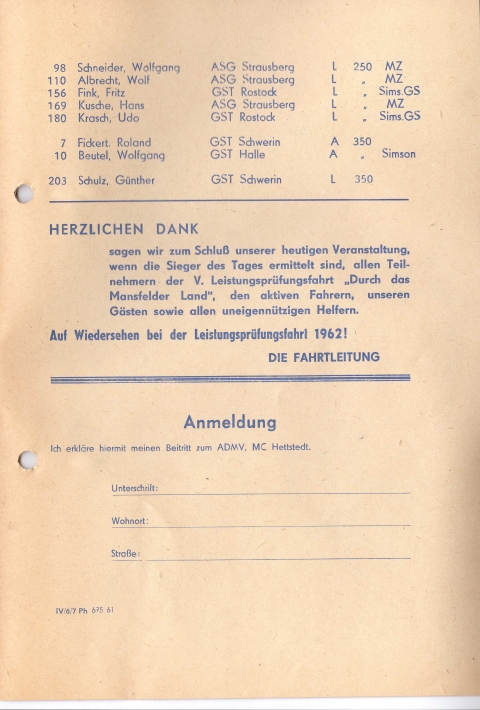 98 Schneider, Wolfgang ASG Strausberg L 250 MZ
110 Albrecht, Wolf ASG Strausberg L „ MZ
156 Fink, Fritz GST Rostock L „ Sims.GS
169 Kusche, Hans ASG Strausberg L „ MZ
180 Krasch, Udo GST Rostock L „ Sims.GS
7 Fickert. Roland GST Schwerin A 350
10 Beutel, Wolfgang GST Halle A „ Simson
203 Schulz, Günther GST Schwerin L 350
HERZLICHEN DANK
sagen wir zum Schluß unserer heutigen Veranstaltung,
wenn die Sieger des Tages ermittelt sind, allen Teil-
nehmern der V. Leistungsprüfungsfahrt „Durch das
Mansfelder Land", den aktiven Fahrern, unseren
Gästen sowie allen uneigennützigen Helfern.
Auf Wiedersehen bei der Leistungsprüfungsfahrt 1962!
DIE FAHRTLEITUNG
Anmeldung
Ich erkläre hiermit meinen Beitritt zum ADMV, MC Hettstedt.
Unterschrift:
Wohnort:
Straße:
IV/6/7 Ph 695 61